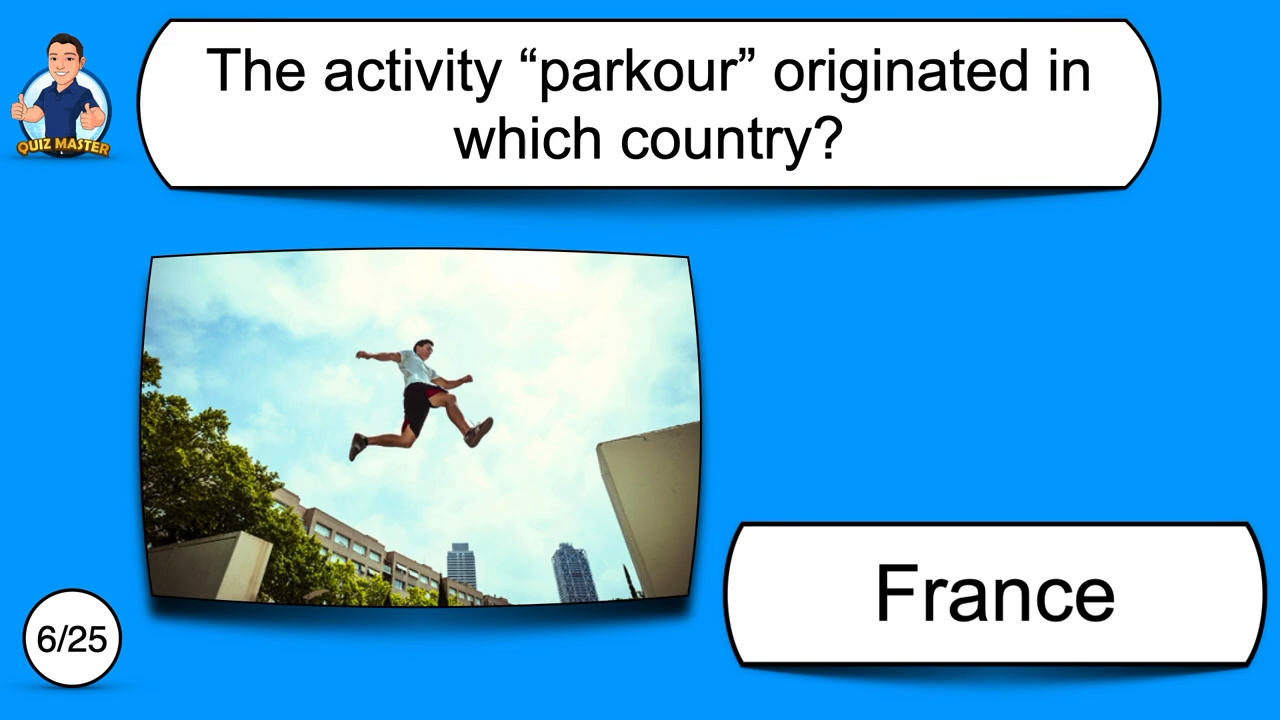 The activity “parkour” originated in
which country?
QUIZ MASTER
France
6/25